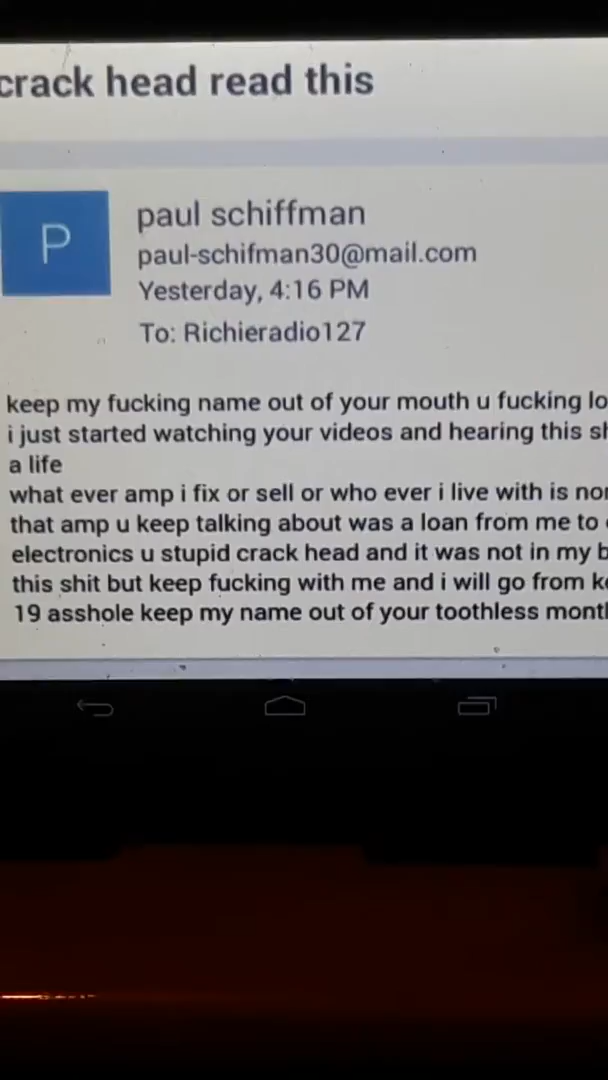 crack head read this
P
paul schiffman
paul-schifman30@mail.com
Yesterday, 4:16 PM
To: Richieradio127
keep my fucking name out of your mouth u fucking
i just started watching your videos and hearing this
a life
what ever amp i fix or sell or who ever i live with is
that amp u keep talking about was a loan from me to
electronics u stupid crack head and it was not in my
this shit but keep fucking with me and i will go from
19 asshole keep my name out of your toothless